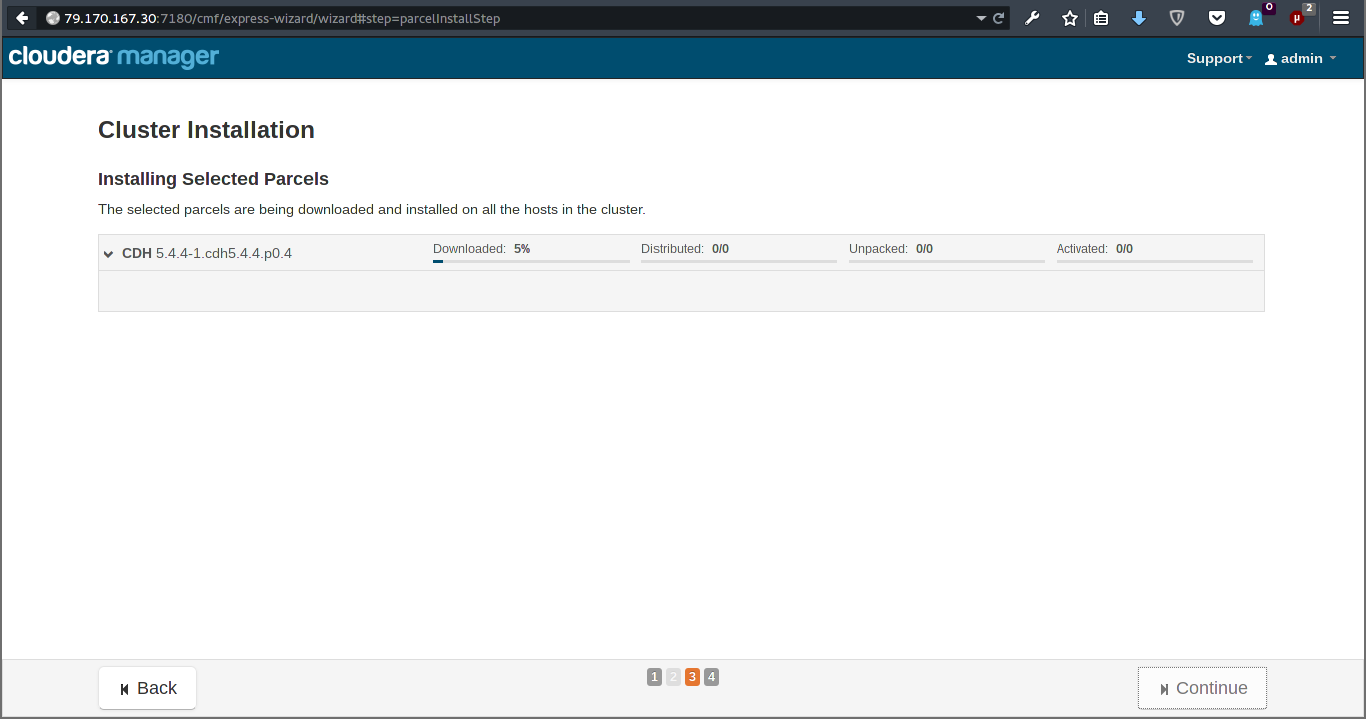 79.170.167.30:7180/cmf/express-wizard/wizard#step=parcelInstallStep
0
µ 2
cloudera manager
Support admin
Cluster Installation
Installing Selected Parcels
The selected parcels are being downloaded and installed on all the hosts in the cluster.
CDH 5.4.4-1.cdh5.4.4.p0.4 Downloaded: 5% Distributed: 0/0 Unpacked: 0/0 Activated: 0/0
Back 1 2 3 4 Continue